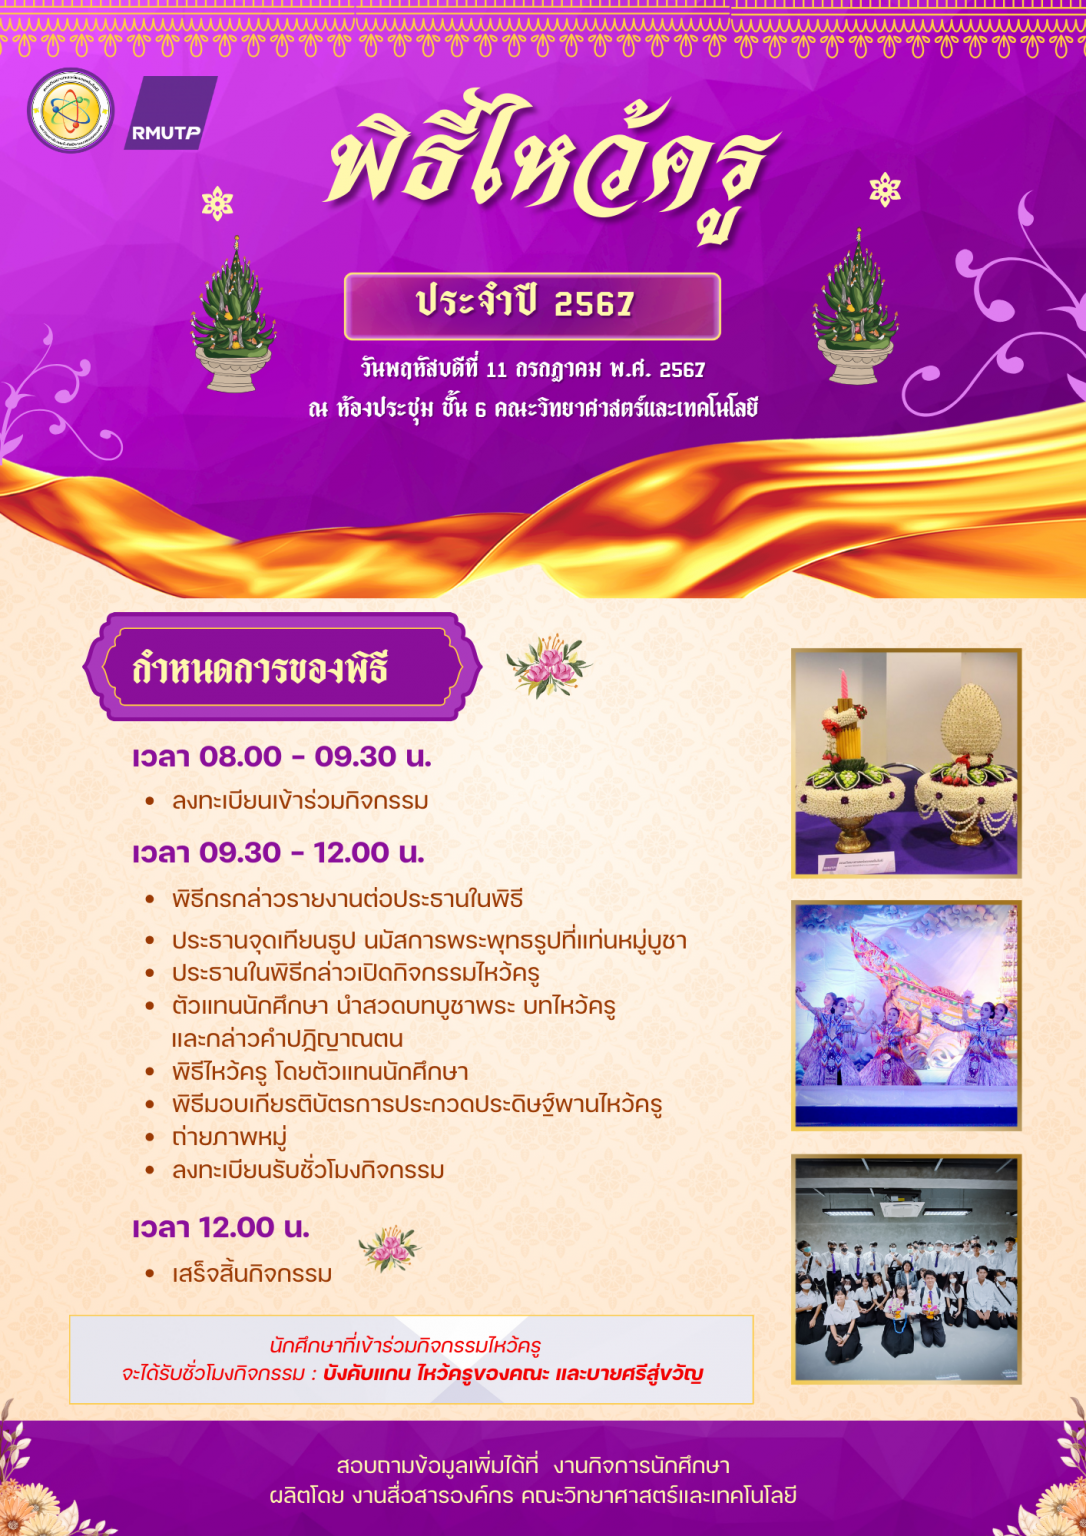 RMUTP
พิธีไหว้ครู
ประจำปี 2567
วันพฤหัสบดีที่ 11 กรกฎาคม พ.ศ. 2567
ณ ห้องประชุม ชั้น 6 คณะวิทยาศาสตร์และเทคโนโลยี
กำหนดการของพิธี
เวลา 08.00 - 09.30 น.
• ลงทะเบียนเข้าร่วมกิจกรรม
เวลา 09.30 - 12.00 น.
• พิธีกรกล่าวรายงานต่อประธานในพิธี
• ประธานจุดเทียนธูป นมัสการพระพุทธรูปที่แท่นหมู่บูชา
• ประธานในพิธีกล่าวเปิดกิจกรรมไหว้ครู
• ตัวแทนนักศึกษา นำสวดบทบูชาพระ บทไหว้ครู
และกล่าวคำปฎิญาณตน
• พิธีไหว้ครู โดยตัวแทนนักศึกษา
• พิธีมอบเกียรติบัตรการประกวดประดิษฐ์พานไหว้ครู
• ถ่ายภาพหมู่
• ลงทะเบียนรับชั่วโมงกิจกรรม
เวลา 12.00 น.
• เสร็จสิ้นกิจกรรม
นักศึกษาที่เข้าร่วมกิจกรรมไหว้ครู
จะได้รับชั่วโมงกิจกรรม : บังคับแกน ไหว้ครูของคณะ และบายศรีสู่ขวัญ
สอบถามข้อมูลเพิ่มได้ที่ งานกิจการนักศึกษา
ผลิตโดย งานสื่อสารองค์กร คณะวิทยาศาสตร์และเทคโนโลยี